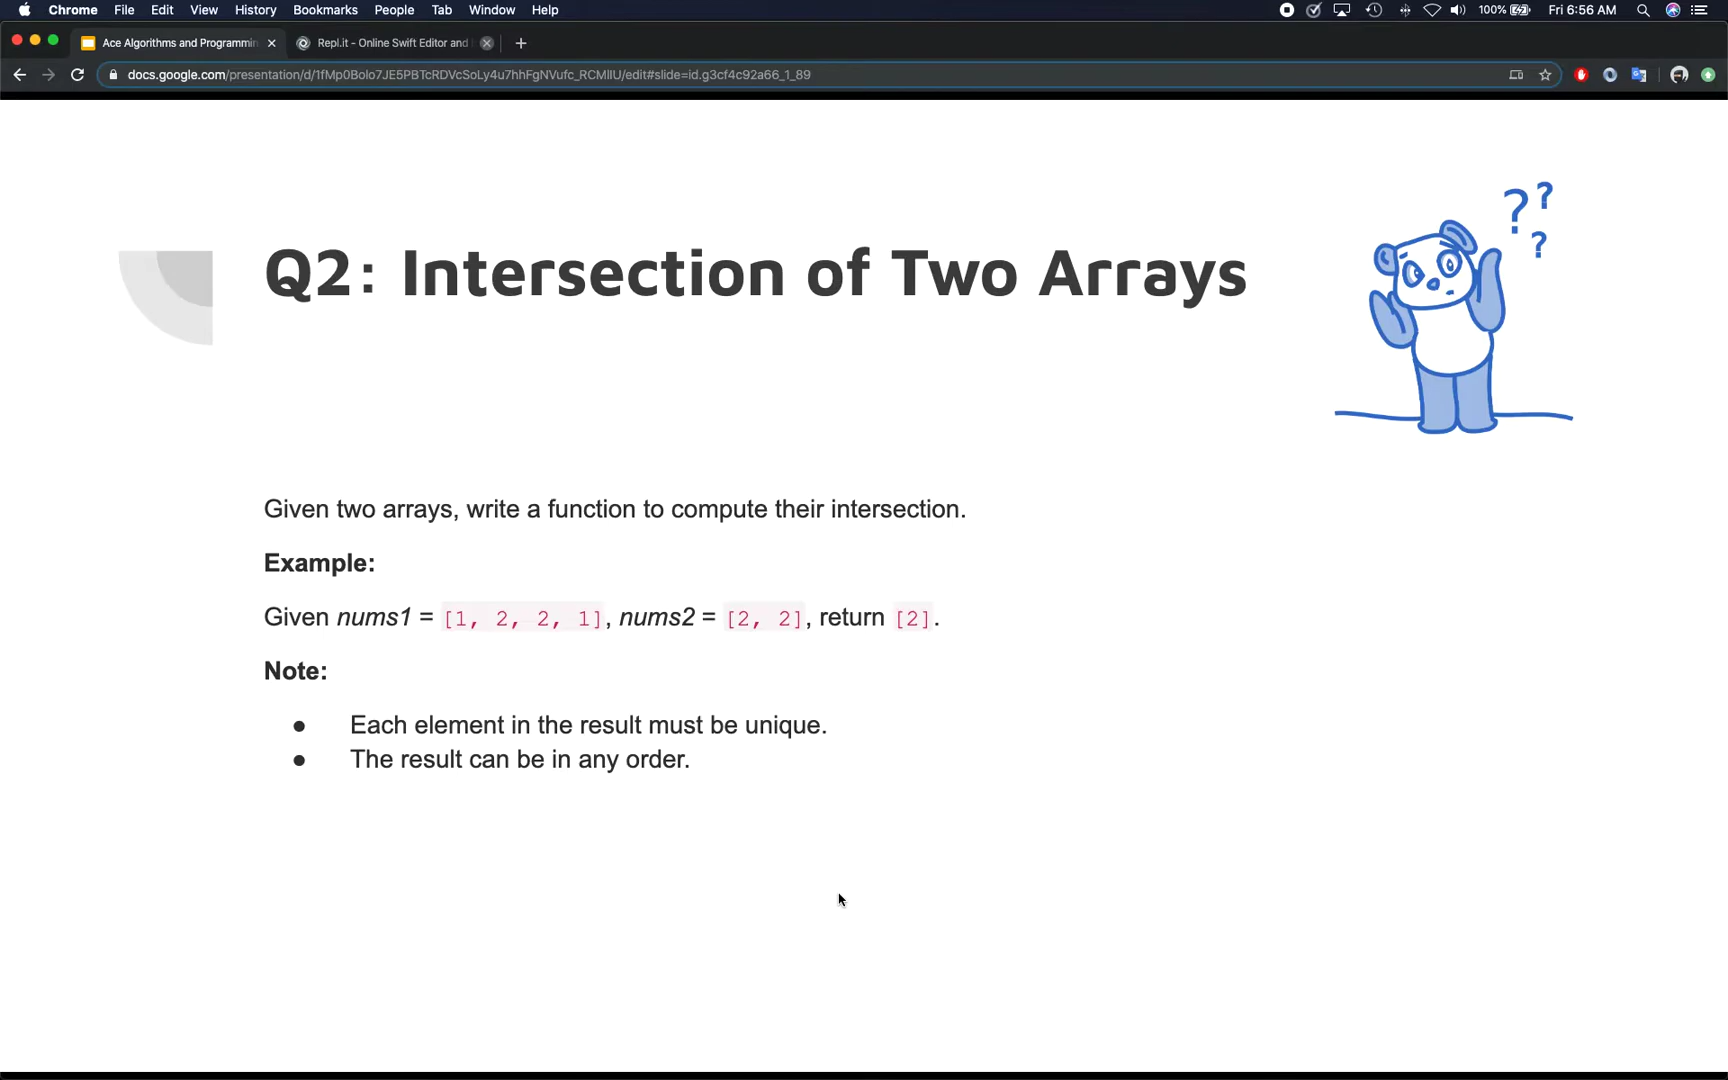 Chrome File Edit View History Bookmarks People Tab Window Help 100% Fri 6:56 AM
Ace Algorithms and Programmin Repl.it - Online Swift Editor and
docs.google.com/presentation/d/1fMp0Bolo7JE5PBTcRDVcSoLy4u7hhFgNVufc_RCMlIU/edit#slide=id.g3cf4c92a66_1_89
Q2: Intersection of Two Arrays
? ? ?
Given two arrays, write a function to compute their intersection.
Example:
Given nums1 = [1, 2, 2, 1], nums2 = [2, 2], return [2].
Note:
● Each element in the result must be unique.
● The result can be in any order.